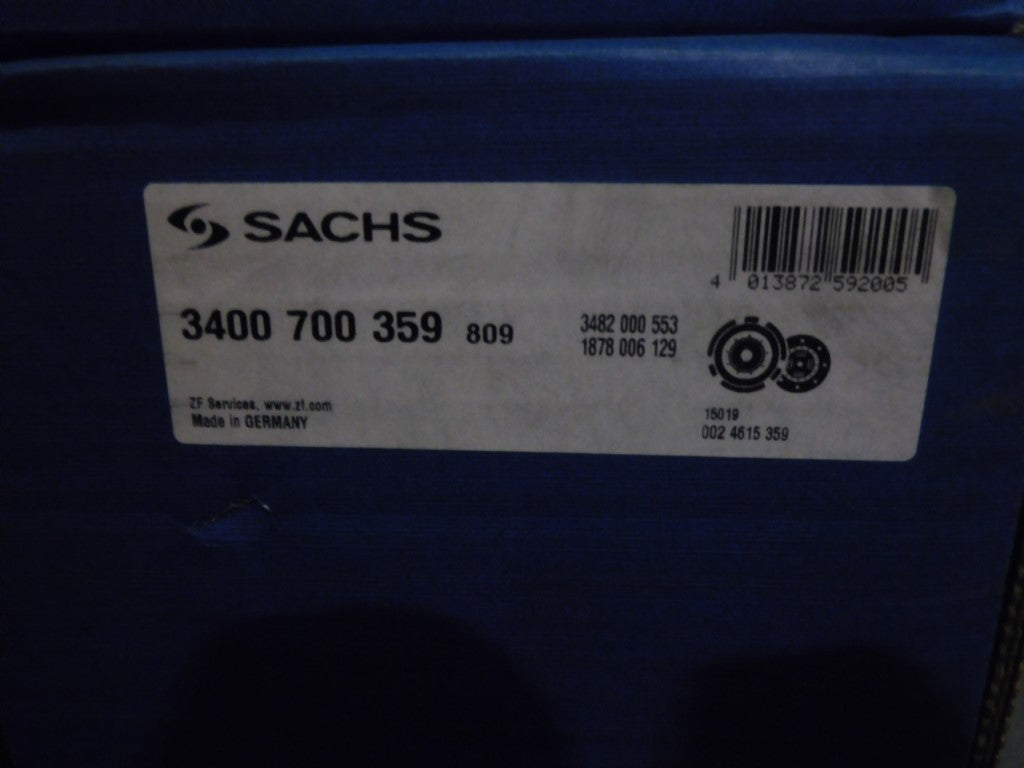 SACHS
4 013872 592005
3400 700 359 809
3482 000 553
1878 006 129
ZF Services, www.zf.com
Made in GERMANY
15019
002 4615 359